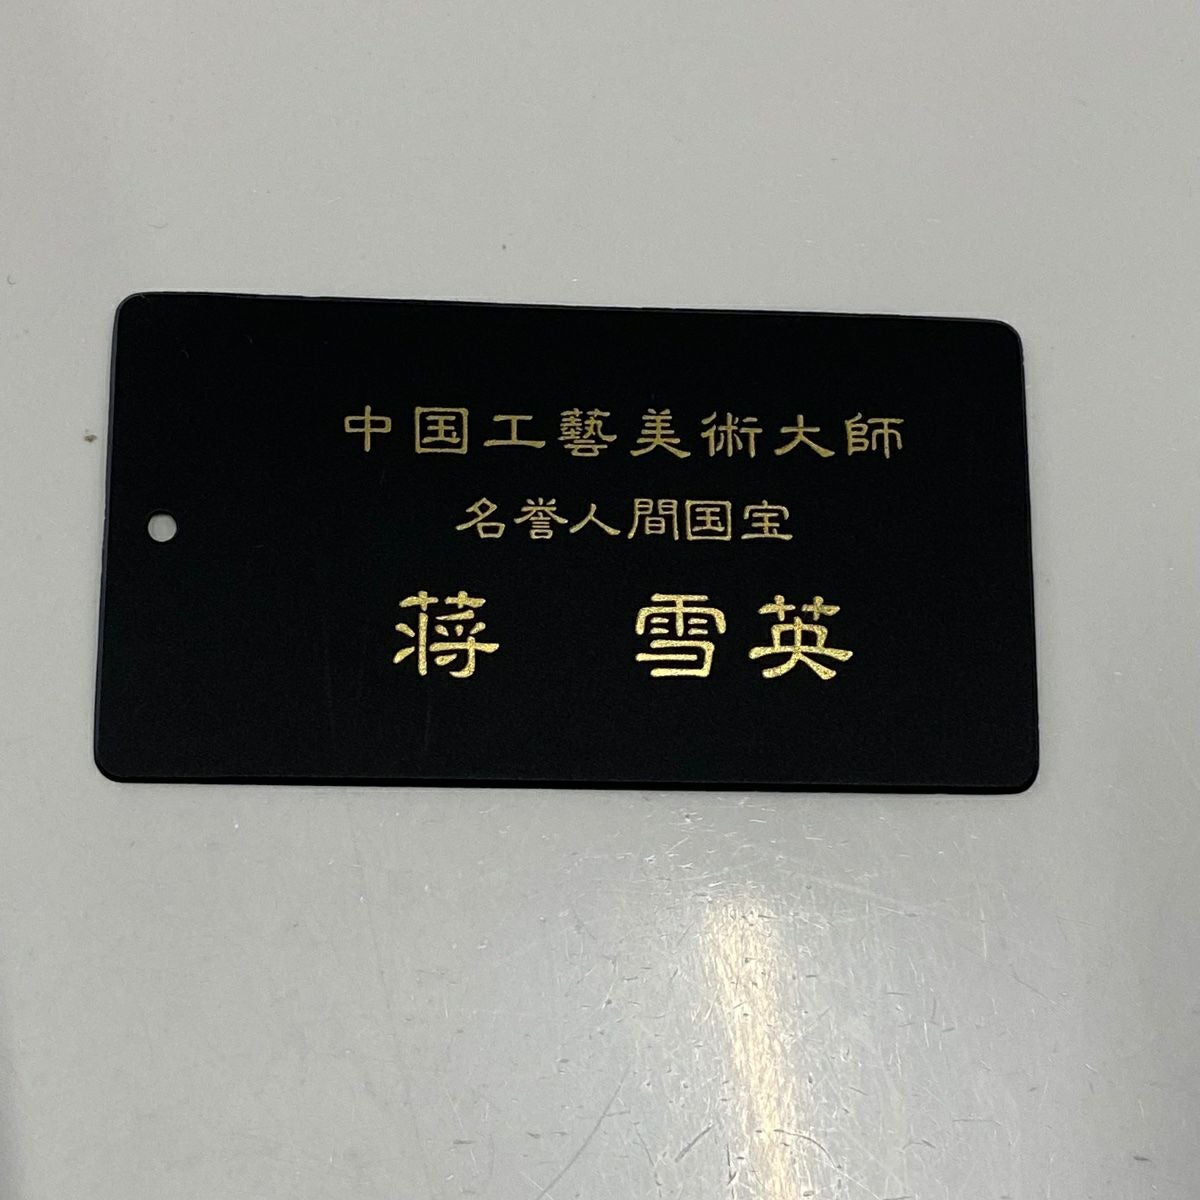 中国工藝美術大師
名誉人間国宝
蒋 雪英